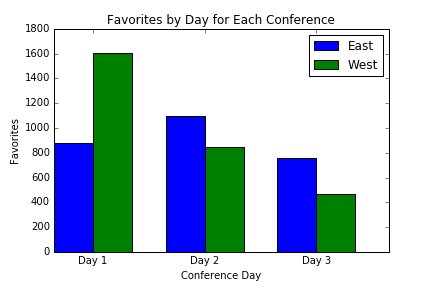 Favorites by Day for Each Conference
1800
1600
1400
1200
1000
800
600
400
200
0
Favorites
East
West
Day 1 Day 2 Day 3
Conference Day